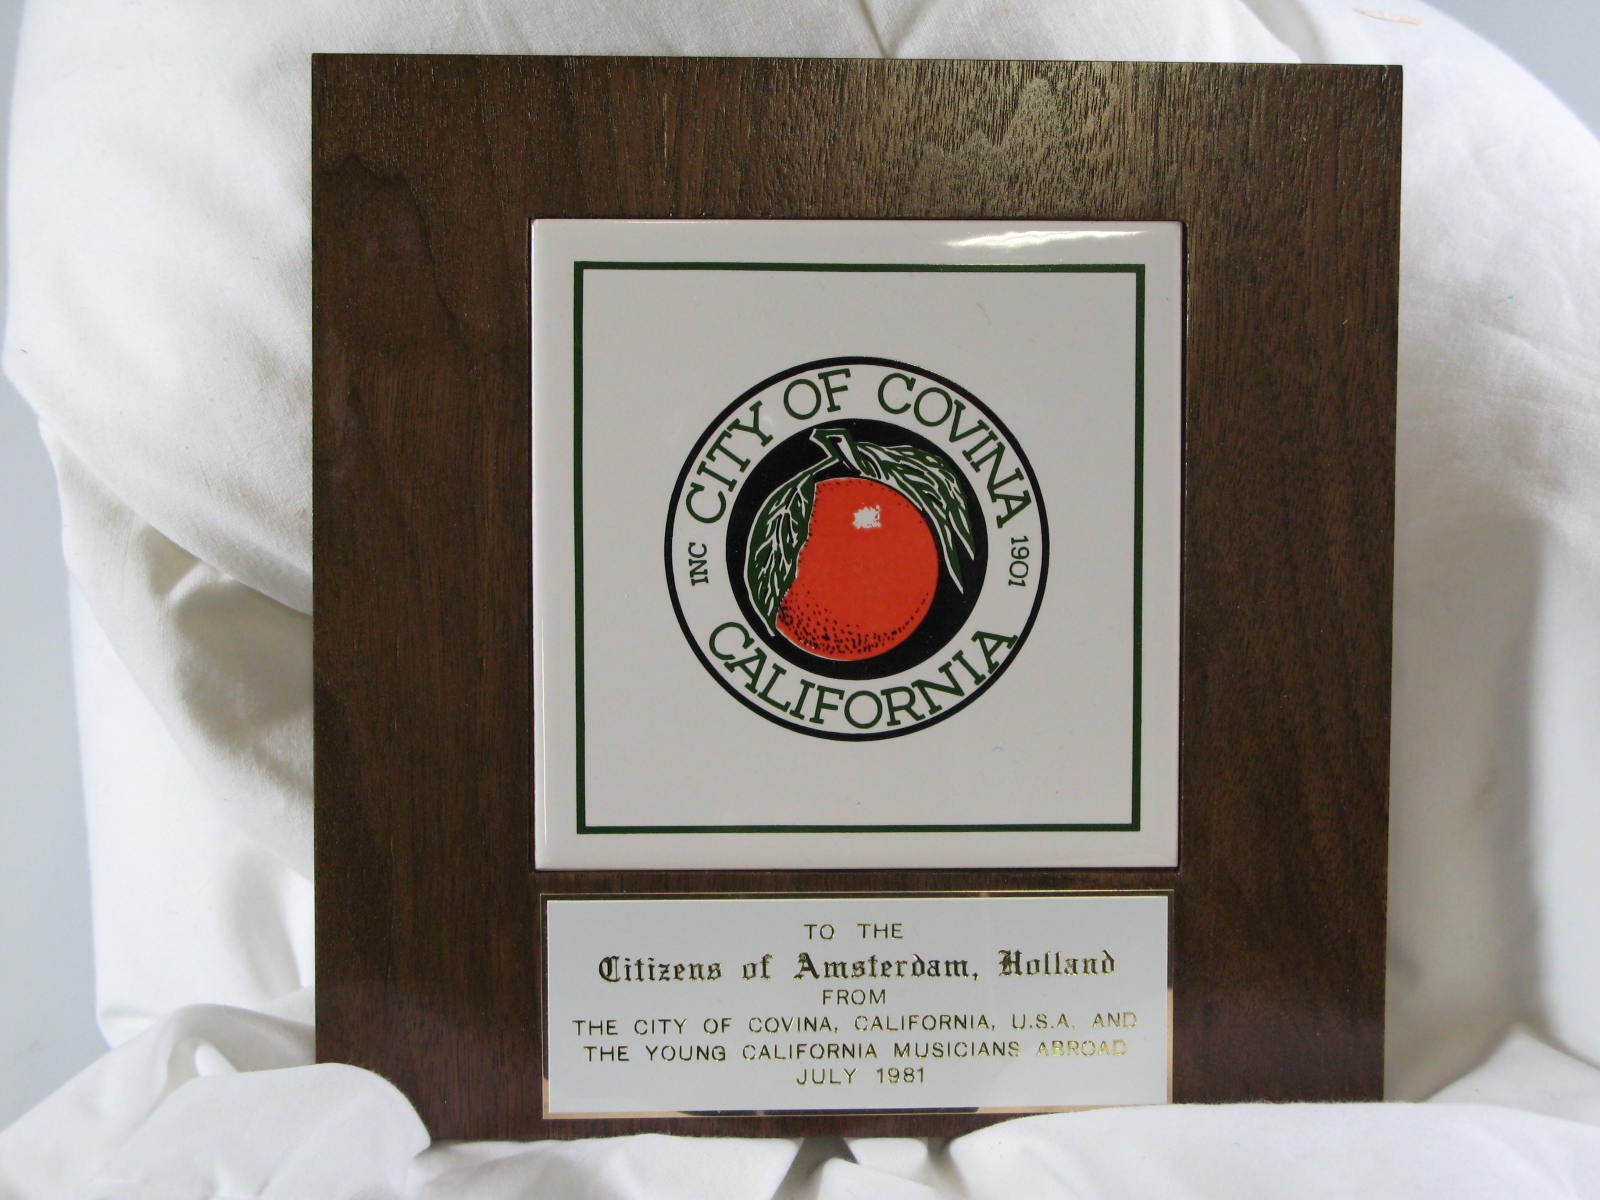 CITY OF COVINA
INC 1901
CALIFORNIA
TO THE
Citizens of Amsterdam, Holland
FROM
THE CITY OF COVINA, CALIFORNIA, U.S.A. AND
THE YOUNG CALIFORNIA MUSICIANS ABROAD
JULY 1981